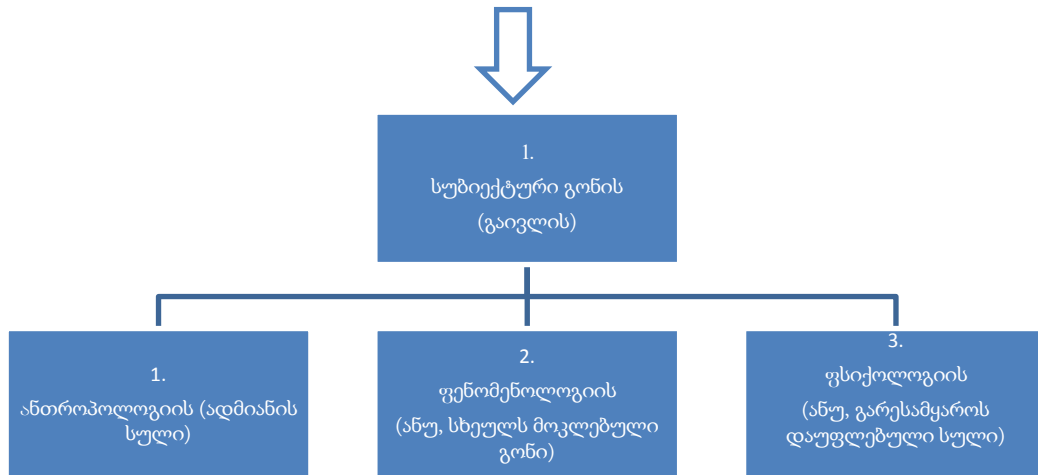 1.
სუბიექტური გონის
(გაივლის)
1.
ანთროპოლოგიის (ადმიანის
სული)
2.
ფენომენოლოგიის
(ანუ, სხეულს მოკლებული
გონი)
3.
ფსიქოლოგიის
(ანუ, გარესამყაროს
დაუფლებული სული)